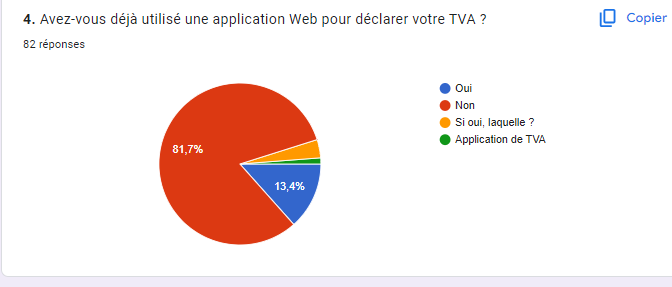 4. Avez-vous déjà utilisé une application Web pour déclarer votre TVA ?
Copier
82 réponses
Oui
Non
Si oui, laquelle ?
Application de TVA
81,7%
13,4%